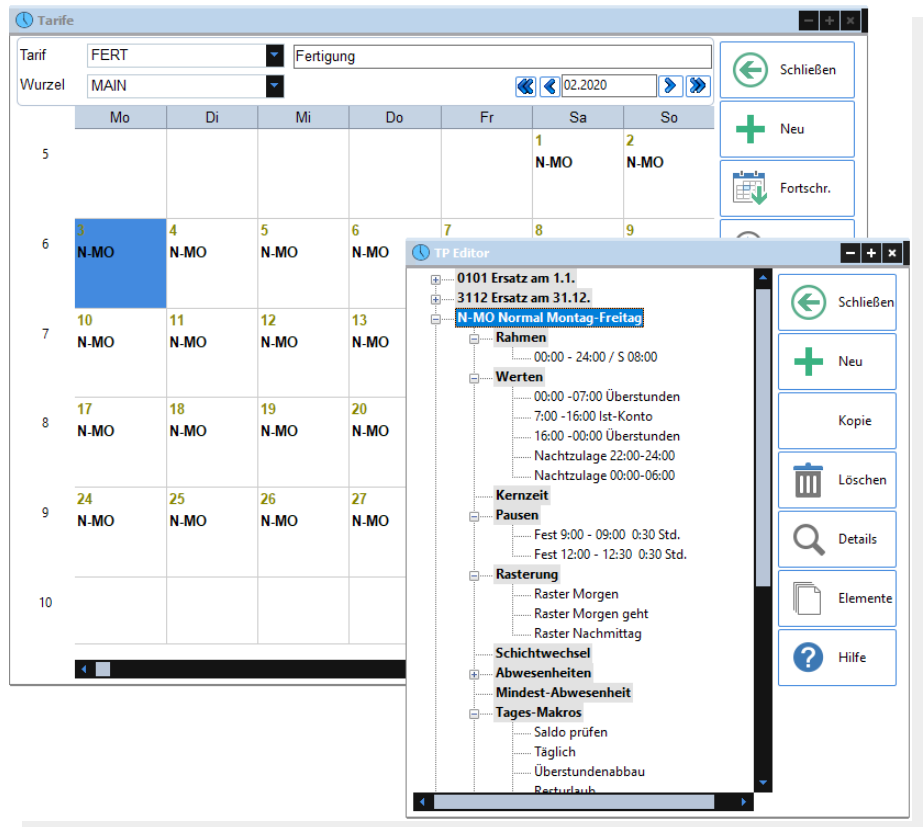 Tarife
Tarif FERT Fertigung
Wurzel MAIN 02.2020
Schließen
Neu
Fortschr.
Mo Di Mi Do Fr Sa So
5 1 2
N-MO N-MO
6 3 4 5 6 7 8 9
N-MO N-MO N-MO N-MO
7 10 11 12 13
N-MO N-MO N-MO N-MO
8 17 18 19 20
N-MO N-MO N-MO N-MO
9 24 25 26 27
N-MO N-MO N-MO N-MO
10
TP Editor
0101 Ersatz am 1.1.
3112 Ersatz am 31.12.
N-MO Normal Montag-Freitag
Rahmen
00:00 - 24:00 / S 08:00
Werten
00:00 -07:00 Überstunden
7:00 -16:00 Ist-Konto
16:00 -00:00 Überstunden
Nachtzulage 22:00-24:00
Nachtzulage 00:00-06:00
Kernzeit
Pausen
Fest 9:00 - 09:00 0:30 Std.
Fest 12:00 - 12:30 0:30 Std.
Rasterung
Raster Morgen
Raster Morgen geht
Raster Nachmittag
Schichtwechsel
Abwesenheiten
Mindest-Abwesenheit
Tages-Makros
Saldo prüfen
Täglich
Überstundenabbau
Resturlaub
Schließen
Neu
Kopie
Löschen
Details
Elemente
Hilfe